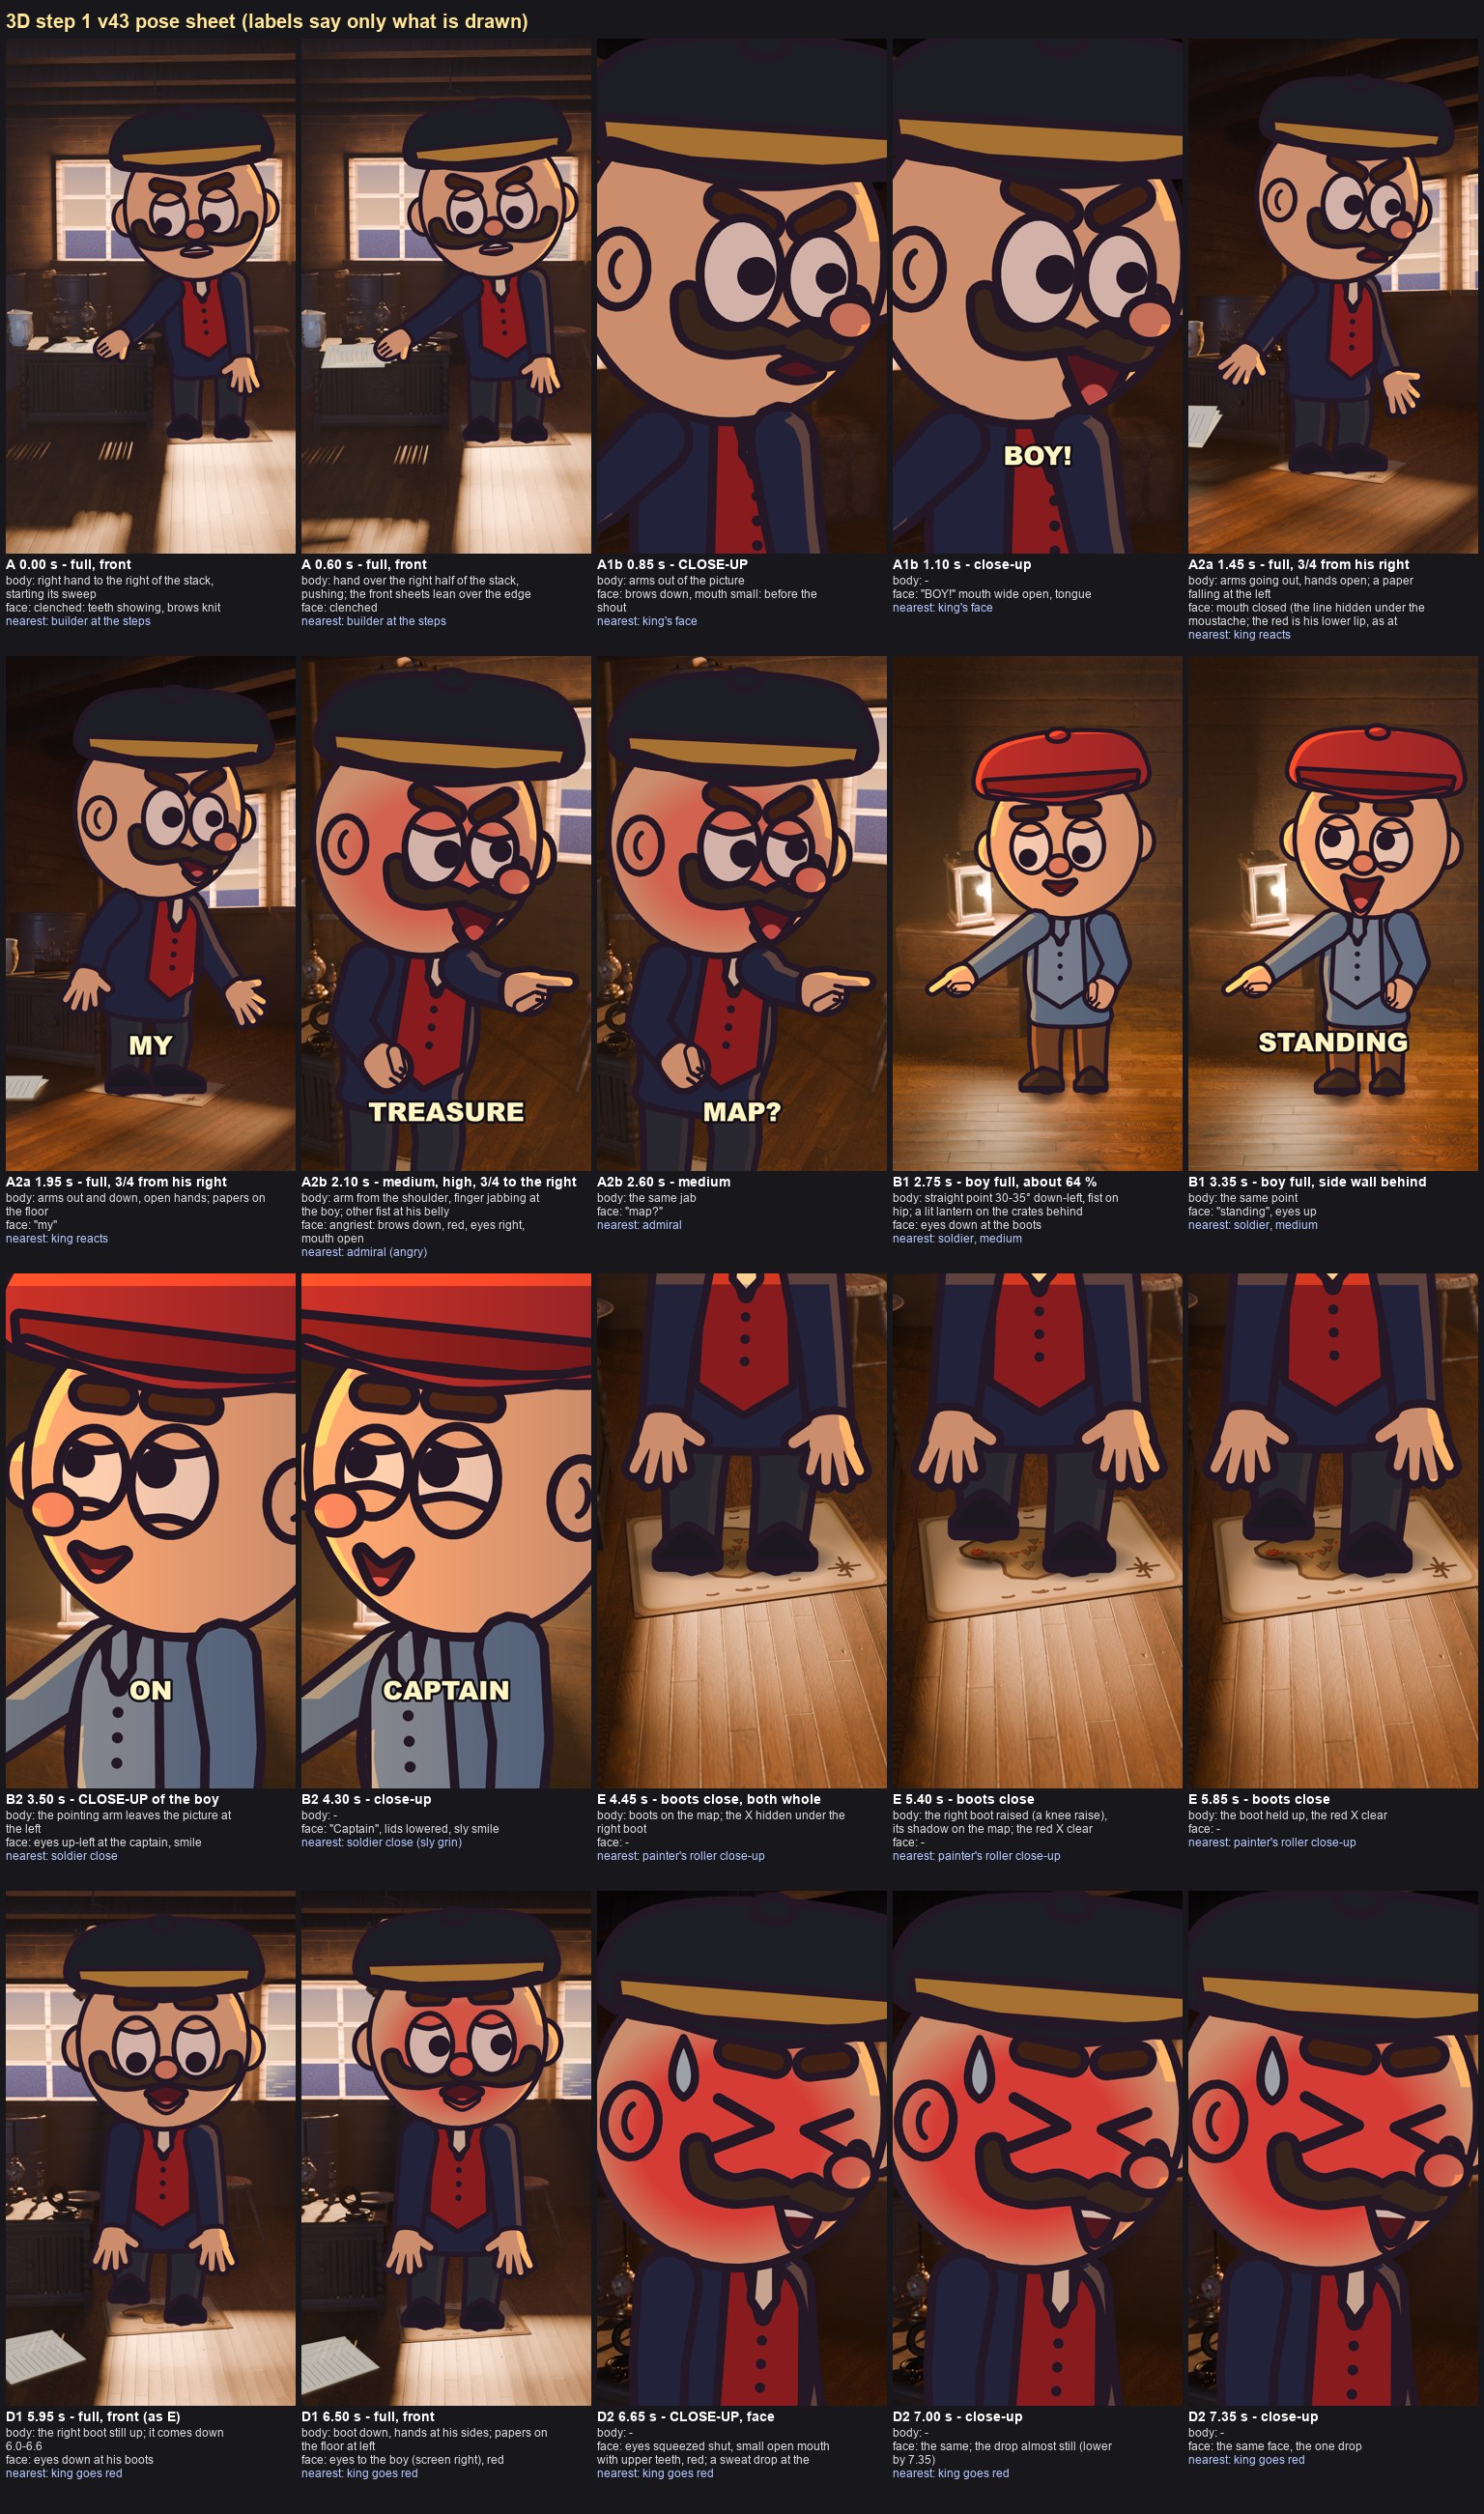 3D step 1 v43 pose sheet (labels say only what is drawn)
BOY!
A 0.00 s - full, front
body: right hand to the right of the stack,
starting its sweep
face: clenched: teeth showing, brows knit
nearest: builder at the steps
A 0.60 s - full, front
body: hand over the right half of the stack,
pushing; the front sheets lean over the edge
face: clenched
nearest: builder at the steps
A1b 0.85 s - CLOSE-UP
body: arms out of the picture
face: brows down, mouth small: before the
shout
nearest: king's face
A1b 1.10 s - close-up
body: -
face: "BOY!" mouth wide open, tongue
nearest: king's face
A2a 1.45 s - full, 3/4 from his right
body: arms going out, hands open; a paper
falling at the left
face: mouth closed (the line hidden under the
moustache; the red is his lower lip, as at
nearest: king reacts
MY
TREASURE
MAP?
STANDING
A2a 1.95 s - full, 3/4 from his right
body: arms out and down, open hands; papers on
the floor
face: "my"
nearest: king reacts
A2b 2.10 s - medium, high, 3/4 to the right
body: arm from the shoulder, finger jabbing at
the boy; other fist at his belly
face: angriest: brows down, red, eyes right,
mouth open
nearest: admiral (angry)
A2b 2.60 s - medium
body: the same jab
face: "map?"
nearest: admiral
B1 2.75 s - boy full, about 64 %
body: straight point 30-35° down-left, fist on
hip; a lit lantern on the crates behind
face: eyes down at the boots
nearest: soldier, medium
B1 3.35 s - boy full, side wall behind
body: the same point
face: "standing", eyes up
nearest: soldier, medium
ON
CAPTAIN
B2 3.50 s - CLOSE-UP of the boy
body: the pointing arm leaves the picture at
the left
face: eyes up-left at the captain, smile
nearest: soldier close
B2 4.30 s - close-up
body: -
face: "Captain", lids lowered, sly smile
nearest: soldier close (sly grin)
E 4.45 s - boots close, both whole
body: boots on the map; the X hidden under the
right boot
face: -
nearest: painter's roller close-up
E 5.40 s - boots close
body: the right boot raised (a knee raise),
its shadow on the map; the red X clear
face: -
nearest: painter's roller close-up
E 5.85 s - boots close
body: the boot held up, the red X clear
face: -
nearest: painter's roller close-up
D1 5.95 s - full, front (as E)
body: the right boot still up; it comes down
6.0-6.6
face: eyes down at his boots
nearest: king goes red
D1 6.50 s - full, front
body: boot down, hands at his sides; papers on
the floor at left
face: eyes to the boy (screen right), red
nearest: king goes red
D2 6.65 s - CLOSE-UP, face
body: -
face: eyes squeezed shut, small open mouth
with upper teeth, red; a sweat drop at the
nearest: king goes red
D2 7.00 s - close-up
body: -
face: the same; the drop almost still (lower
by 7.35)
nearest: king goes red
D2 7.35 s - close-up
body: -
face: the same face, the one drop
nearest: king goes red